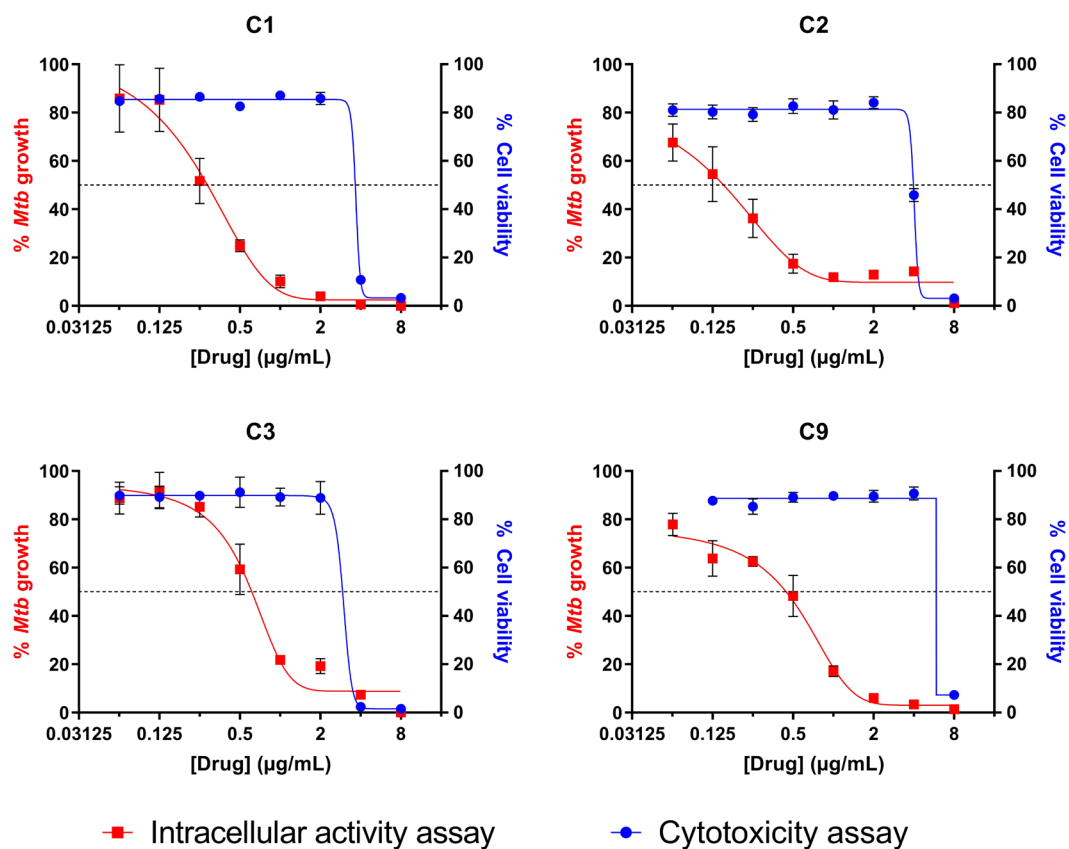 C1
100
80
60
40
20
0
% Mtb growth
100
80
60
40
20
0
% Cell viability
0.03125 0.125 0.5 2 8
[Drug] (µg/mL)
C2
100
80
60
40
20
0
% Mtb growth
100
80
60
40
20
0
% Cell viability
0.03125 0.125 0.5 2 8
[Drug] (µg/mL)
C3
100
80
60
40
20
0
% Mtb growth
100
80
60
40
20
0
% Cell viability
0.03125 0.125 0.5 2 8
[Drug] (µg/mL)
C9
100
80
60
40
20
0
% Mtb growth
100
80
60
40
20
0
% Cell viability
0.03125 0.125 0.5 2 8
[Drug] (µg/mL)
Intracellular activity assay
Cytotoxicity assay